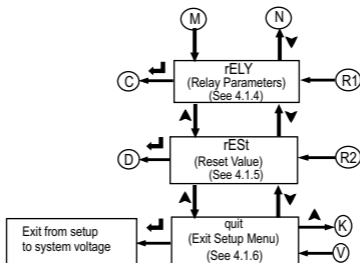 M
N
rELY
(Relay Parameters)
(See 4.1.4)
C
R1
rESt
(Reset Value)
(See 4.1.5)
D
R2
quit
(Exit Setup Menu)
(See 4.1.6)
K
V
Exit from setup
to system voltage